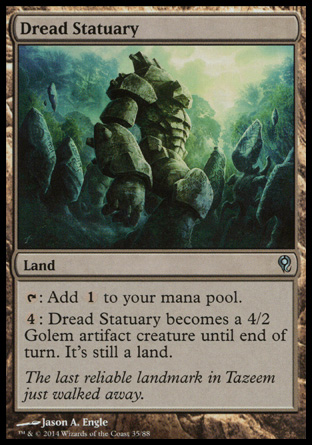 Dread Statuary
Land
: Add 1 to your mana pool.
4 : Dread Statuary becomes a 4/2
Golem artifact creature until end of
turn. It's still a land.
The last reliable landmark in Tazeem
just walked away.
Jason A. Engle
™ & © 2014 Wizards of the Coast 35/88